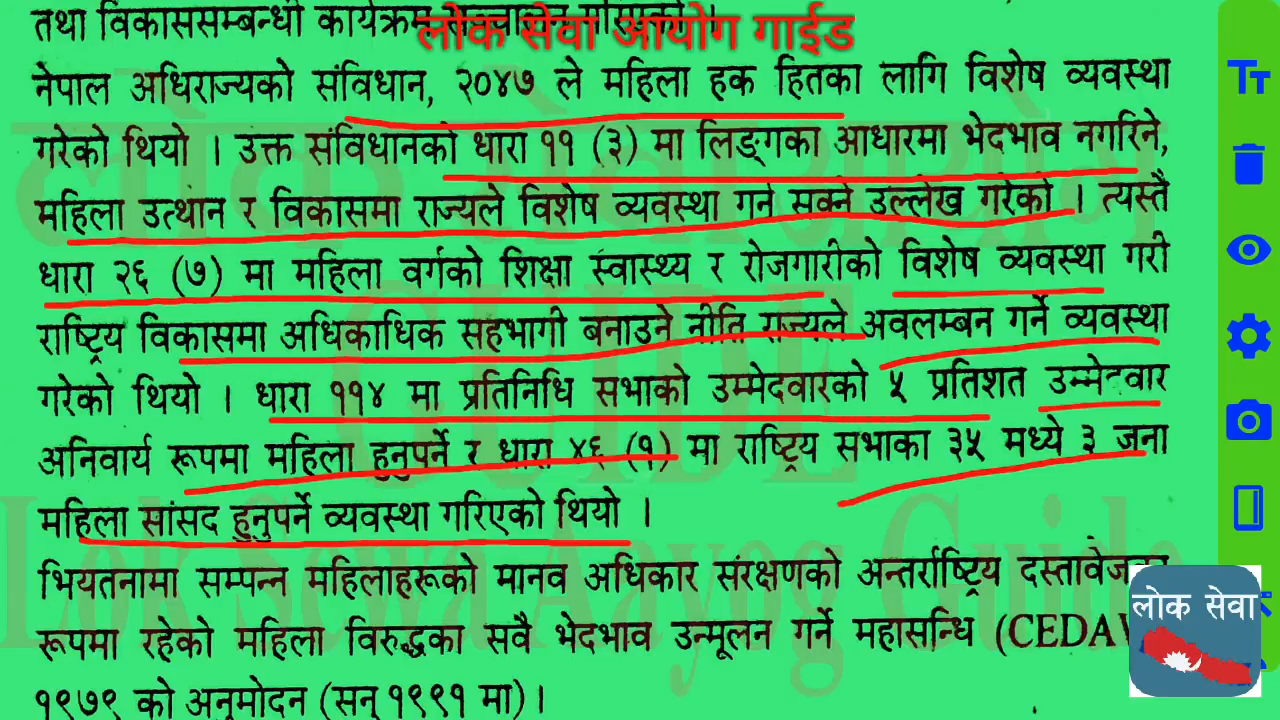 तथा विकाससम्बन्धी कार्यक्रम
लोक सेवा आयोग गाईड
नेपाल अधिराज्यको संविधान, २०४७ ले महिला हक हितका लागि विशेष व्यवस्था
गरेको थियो । उक्त संविधानको धारा ११ (३) मा लिङ्गका आधारमा भेदभाव नगरिने,
महिला उत्थान र विकासमा राज्यले विशेष व्यवस्था गर्न सक्ने उल्लेख गरेको । त्यस्तै
धारा २६ (७) मा महिला वर्गको शिक्षा स्वास्थ्य र रोजगारीको विशेष व्यवस्था गरी
राष्ट्रिय विकासमा अधिकाधिक सहभागी बनाउने नीति राज्यले अवलम्बन गर्ने व्यवस्था
गरेको थियो । धारा ११४ मा प्रतिनिधि सभाको उम्मेदवारको ५ प्रतिशत उम्मेदवार
अनिवार्य रूपमा महिला हुनुपर्ने र धारा ४६ (१) मा राष्ट्रिय सभाका ३५ मध्ये ३ जना
महिला सांसद हुनुपर्ने व्यवस्था गरिएको थियो ।
भियतनामा सम्पन्न महिलाहरूको मानव अधिकार संरक्षणको अन्तर्राष्ट्रिय
लोक सेवा
रूपमा रहेको महिला विरुद्धका सवै भेदभाव उन्मूलन गर्ने महासन्धि
१९७९ को अनुमोदन (सन् १९९१ मा)।